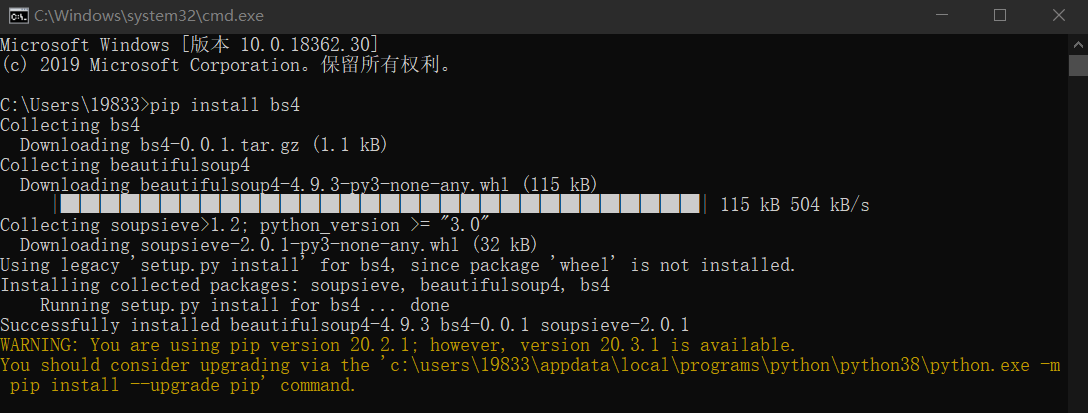 C:\Windows\system32\cmd.exe
Microsoft Windows [版本 10.0.18362.30]
(c) 2019 Microsoft Corporation。保留所有权利。
C:\Users\19833>pip install bs4
Collecting bs4
Downloading bs4-0.0.1.tar.gz (1.1 kB)
Collecting beautifulsoup4
Downloading beautifulsoup4-4.9.3-py3-none-any.whl (115 kB)
115 kB 504 kB/s
Collecting soupsieve>1.2; python_version >= "3.0"
Downloading soupsieve-2.0.1-py3-none-any.whl (32 kB)
Using legacy 'setup.py install' for bs4, since package 'wheel' is not installed.
Installing collected packages: soupsieve, beautifulsoup4, bs4
Running setup.py install for bs4 ... done
Successfully installed beautifulsoup4-4.9.3 bs4-0.0.1 soupsieve-2.0.1
WARNING: You are using pip version 20.2.1; however, version 20.3.1 is available.
You should consider upgrading via the 'c:\users\19833\appdata\local\programs\python\python38\python.exe -m
pip install --upgrade pip' command.